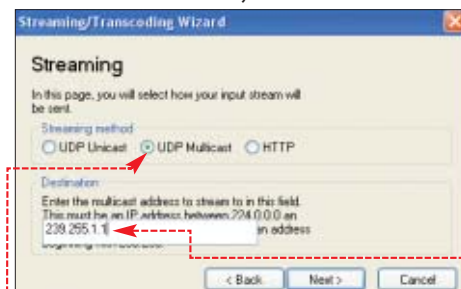 Streaming/Transcoding Wizard
Streaming
In this page, you will select how your input stream will
be sent.
Streaming method
UDP Unicast UDP Multicast HTTP
Destination
Enter the multicast address to stream to in this field.
This must be an IP address between 224.0.0.0 an
239.255.1.1 an address
beginning with
< Back Next > Cancel